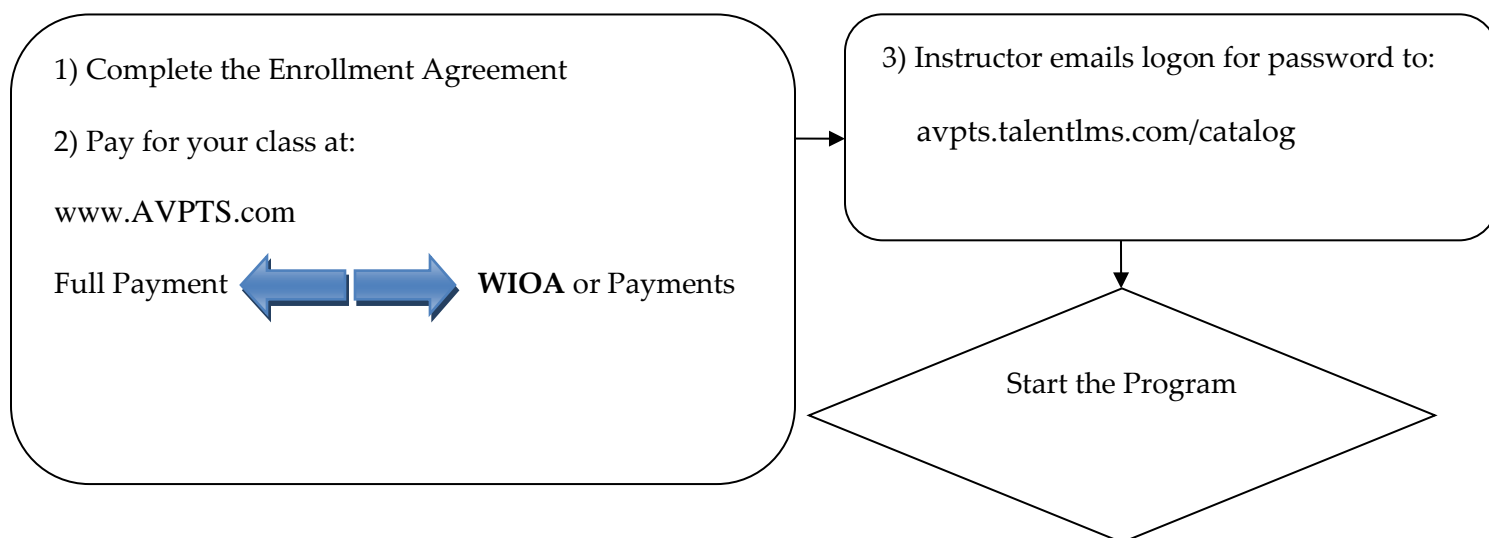 1) Complete the Enrollment Agreement
2) Pay for your class at:
www.AVPTS.com
Full Payment WIOA or Payments
3) Instructor emails logon for password to:
avpts.talentlms.com/catalog
Start the Program